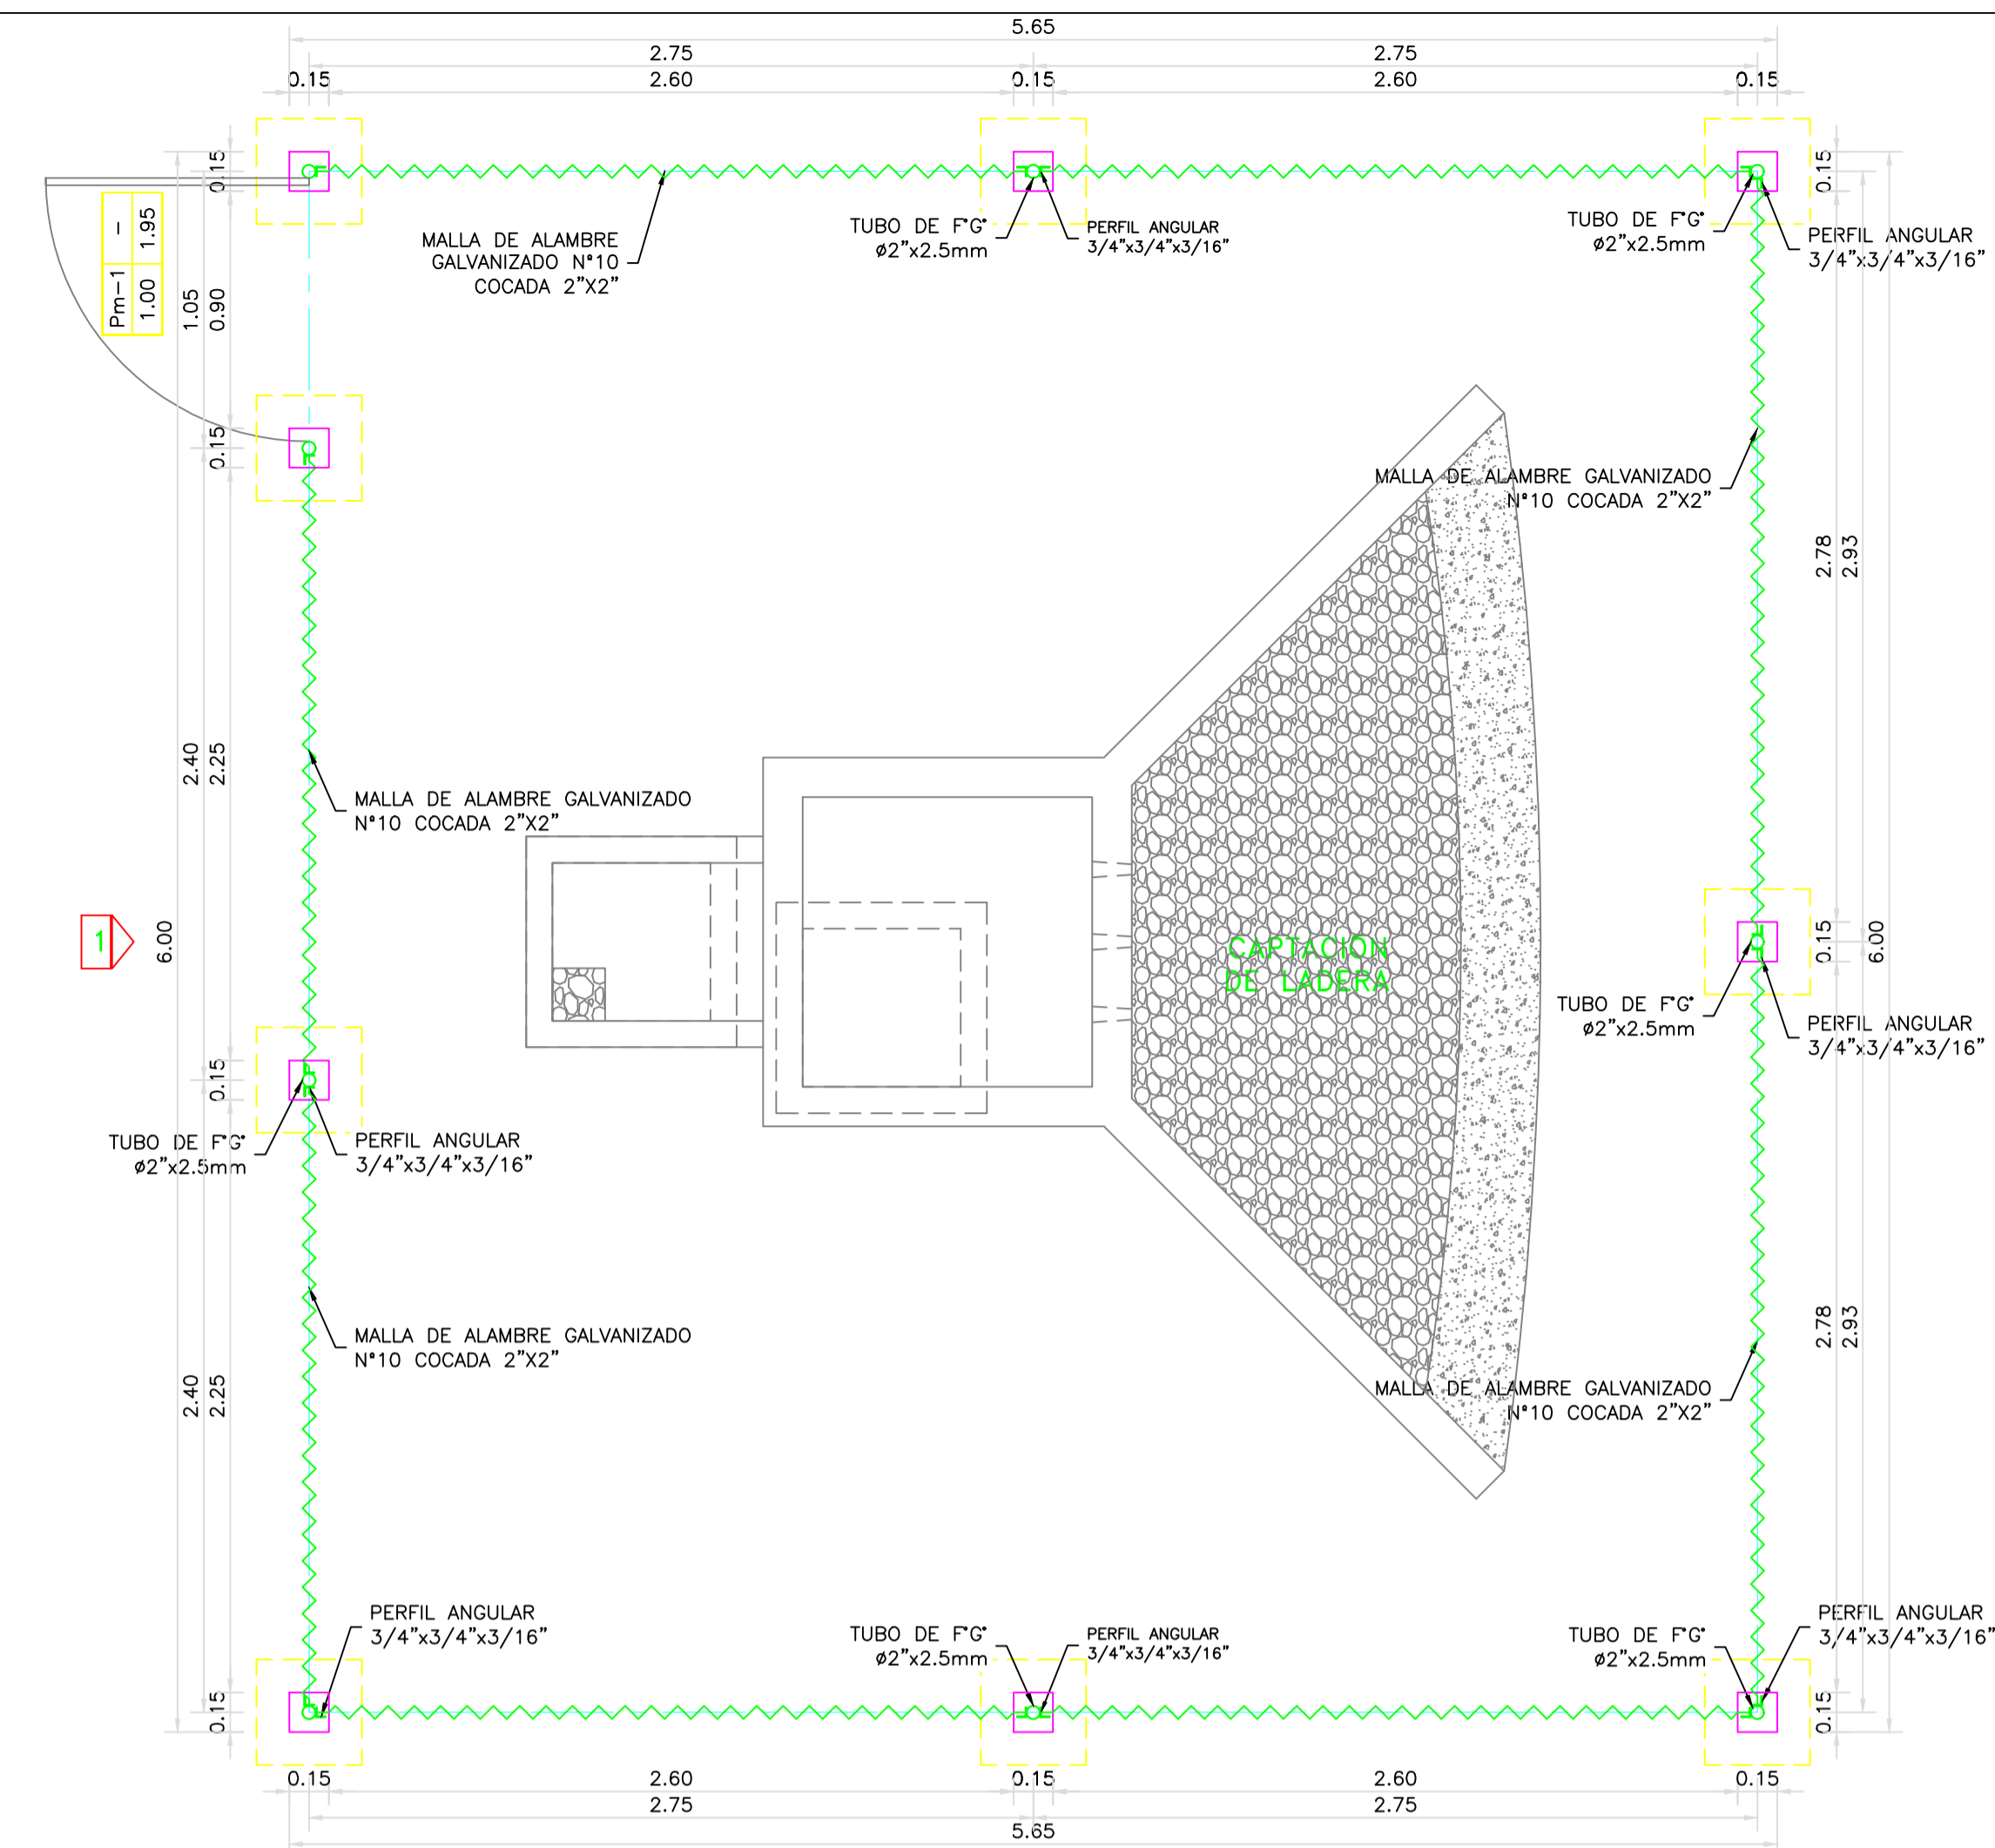 5.65
2.75
2.75
0.15
2.60
0.15
2.60
0.15
0.15
0.15
MALLA DE ALAMBRE
GALVANIZADO N°10
COCADA 2"X2"
TUBO DE F°G°
ø2"x2.5mm
PERFIL ANGULAR
3/4"x3/4"x3/16"
TUBO DE F°G°
ø2"x2.5mm
PERFIL ANGULAR
3/4"x3/4"x3/16"
Pm-1
-
1.00
1.95
1.05
0.90
0.15
MALLA DE ALAMBRE GALVANIZADO
N°10 COCADA 2"X2"
2.78
2.93
2.40
2.25
MALLA DE ALAMBRE GALVANIZADO
N°10 COCADA 2"X2"
1
6.00
CAPTACIÓN
DE LADERA
0.15
6.00
TUBO DE F°G°
ø2"x2.5mm
PERFIL ANGULAR
3/4"x3/4"x3/16"
0.15
TUBO DE F°G°
ø2"x2.5mm
PERFIL ANGULAR
3/4"x3/4"x3/16"
MALLA DE ALAMBRE GALVANIZADO
N°10 COCADA 2"X2"
2.78
2.93
2.40
2.25
MALLA DE ALAMBRE GALVANIZADO
N°10 COCADA 2"X2"
PERFIL ANGULAR
3/4"x3/4"x3/16"
TUBO DE F°G°
ø2"x2.5mm
PERFIL ANGULAR
3/4"x3/4"x3/16"
TUBO DE F°G°
ø2"x2.5mm
PERFIL ANGULAR
3/4"x3/4"x3/16"
0.15
0.15
0.15
2.60
0.15
2.60
0.15
2.75
2.75
5.65